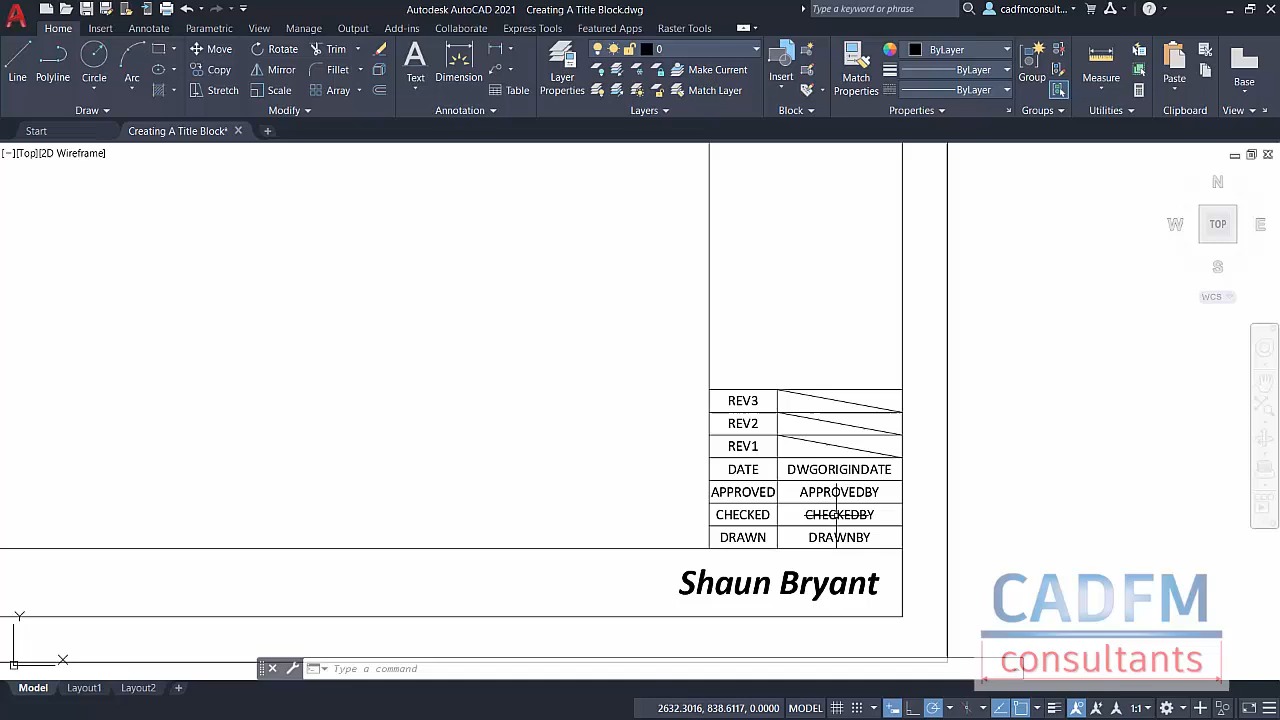 Autodesk AutoCAD 2021 Creating A Title Block.dwg
Type a keyword or phrase
cadfmconsult...
Home Insert Annotate Parametric View Manage Output Add-ins Collaborate Express Tools Featured Apps Raster Tools
Line Polyline Circle Arc
Move Rotate Trim
Copy Mirror Fillet
Stretch Scale Array
Text Dimension Table
Layer Properties
0
Make Current
Match Layer
Insert
Match Properties
ByLayer
ByLayer
ByLayer
Group
Measure
Paste
Base
Draw Modify Annotation Layers Block Properties Groups Utilities Clipboard View
Start Creating A Title Block*
[−][Top][2D Wireframe]
N
W TOP E
S
WCS
REV3
REV2
REV1
DATE DWGORIGINDATE
APPROVED APPROVEDBY
CHECKED CHECKEDBY
DRAWN DRAWNBY
Shaun Bryant
Y
X
CADFM
consultants
Type a command
Model Layout1 Layout2
2632.3016, 838.6117, 0.0000 MODEL 1:1